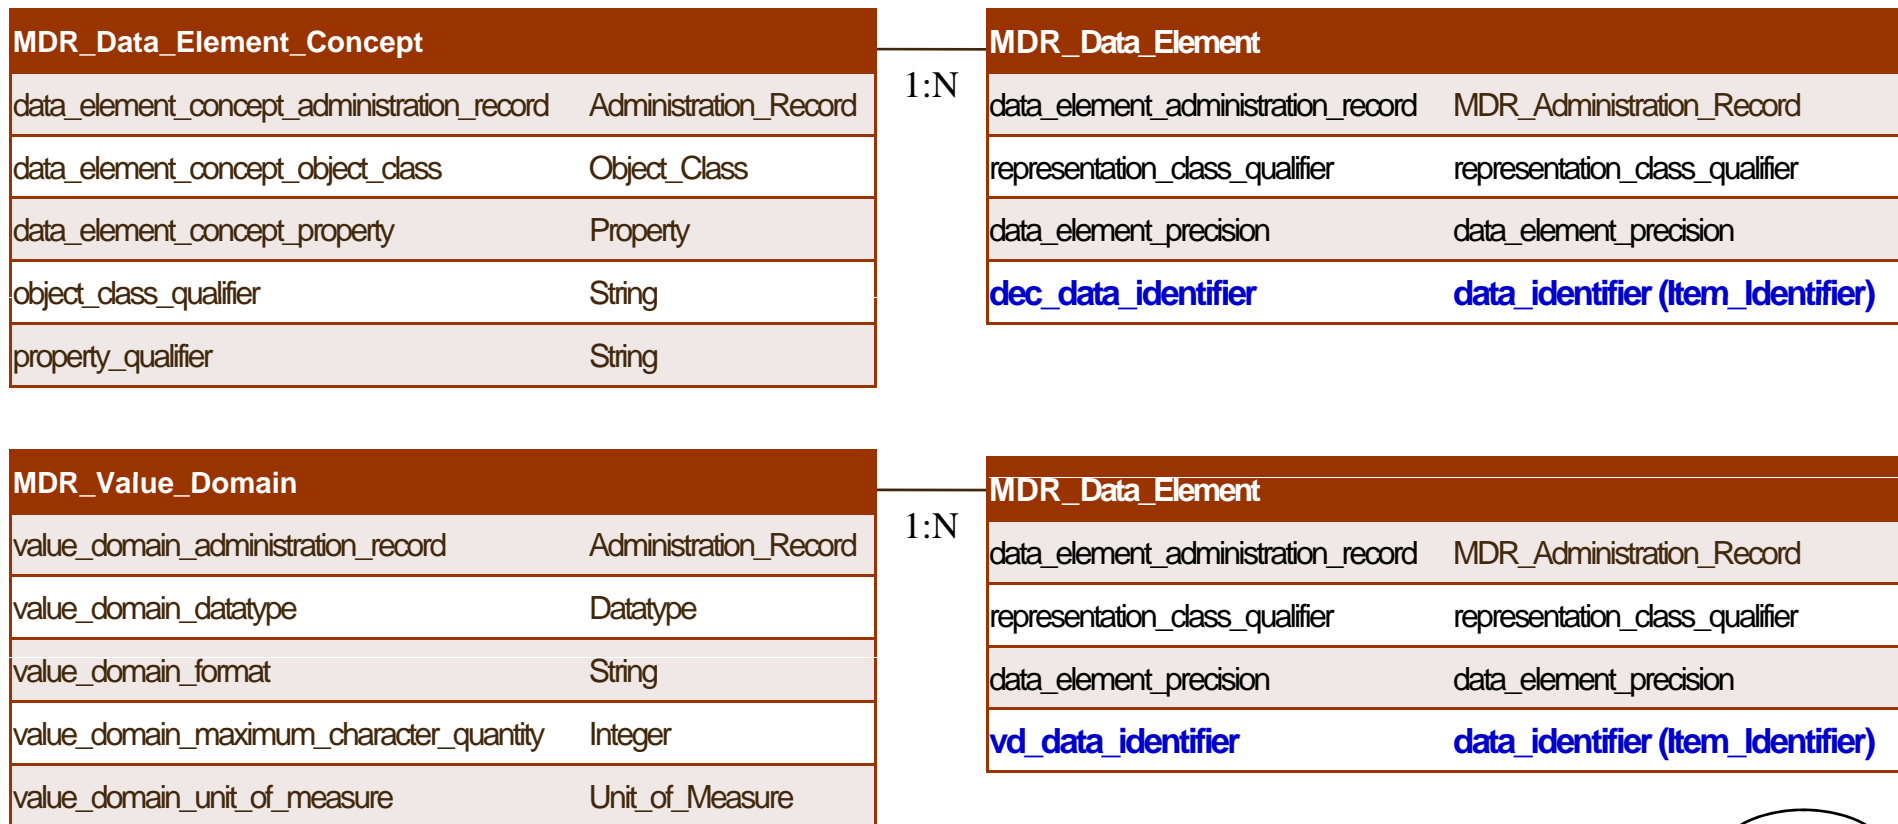 MDR_Data_Element_Concept
data_element_concept_administration_record Administration_Record
data_element_concept_object_class Object_Class
data_element_concept_property Property
object_class_qualifier String
property_qualifier String
1:N
MDR_Data_Element
data_element_administration_record MDR_Administration_Record
representation_class_qualifier representation_class_qualifier
data_element_precision data_element_precision
dec_data_identifier data_identifier (Item_Identifier)
MDR_Value_Domain
value_domain_administration_record Administration_Record
value_domain_datatype Datatype
value_domain_format String
value_domain_maximum_character_quantity Integer
value_domain_unit_of_measure Unit_of_Measure
1:N
MDR_Data_Element
data_element_administration_record MDR_Administration_Record
representation_class_qualifier representation_class_qualifier
data_element_precision data_element_precision
vd_data_identifier data_identifier (Item_Identifier)